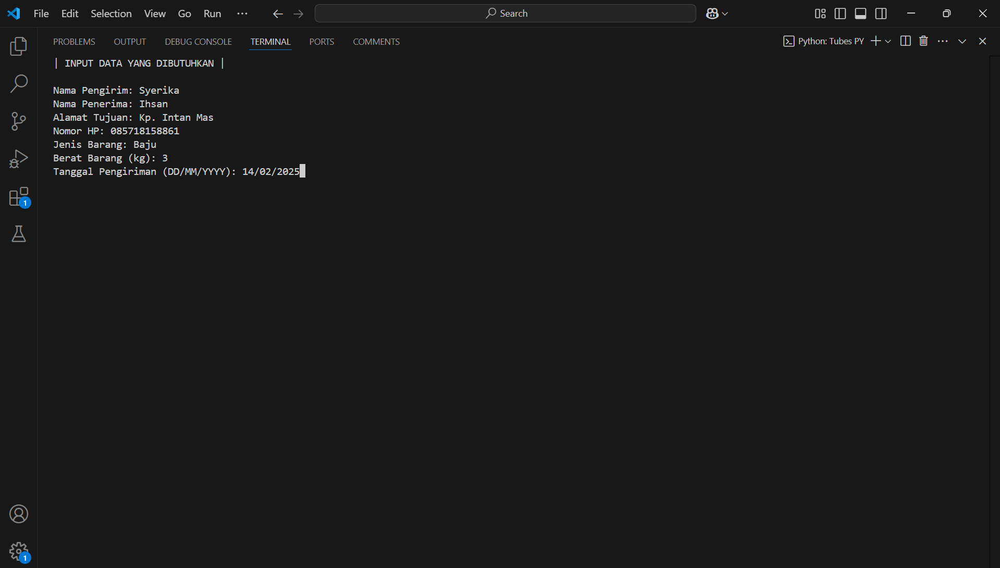 File Edit Selection View Go Run ... Search
PROBLEMS OUTPUT DEBUG CONSOLE TERMINAL PORTS COMMENTS Python: Tubes PY
| INPUT DATA YANG DIBUTUHKAN |
Nama Pengirim: Syerika
Nama Penerima: Ihsan
Alamat Tujuan: Kp. Intan Mas
Nomor HP: 085718158861
Jenis Barang: Baju
Berat Barang (kg): 3
Tanggal Pengiriman (DD/MM/YYYY): 14/02/2025
1
1